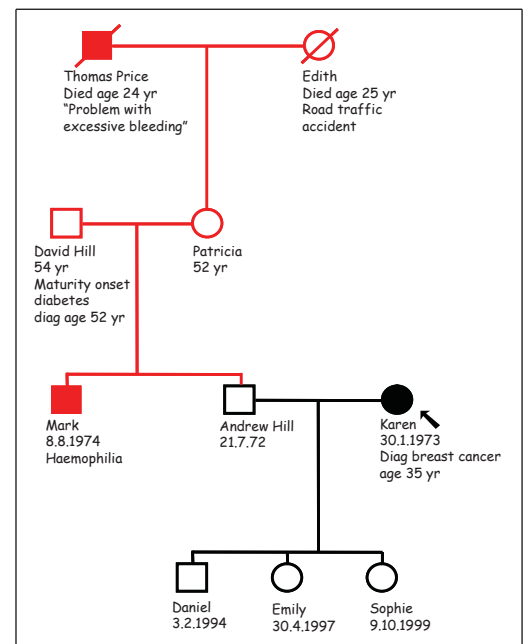 Thomas Price
Died age 24 yr
“Problem with
excessive bleeding”
Edith
Died age 25 yr
Road traffic
accident
David Hill
54 yr
Maturity onset
diabetes
diag age 52 yr
Patricia
52 yr
Mark
8.8.1974
Haemophilia
Andrew Hill
21.7.72
Karen
30.1.1973
Diag breast cancer
age 35 yr
Daniel
3.2.1994
Emily
30.4.1997
Sophie
9.10.1999